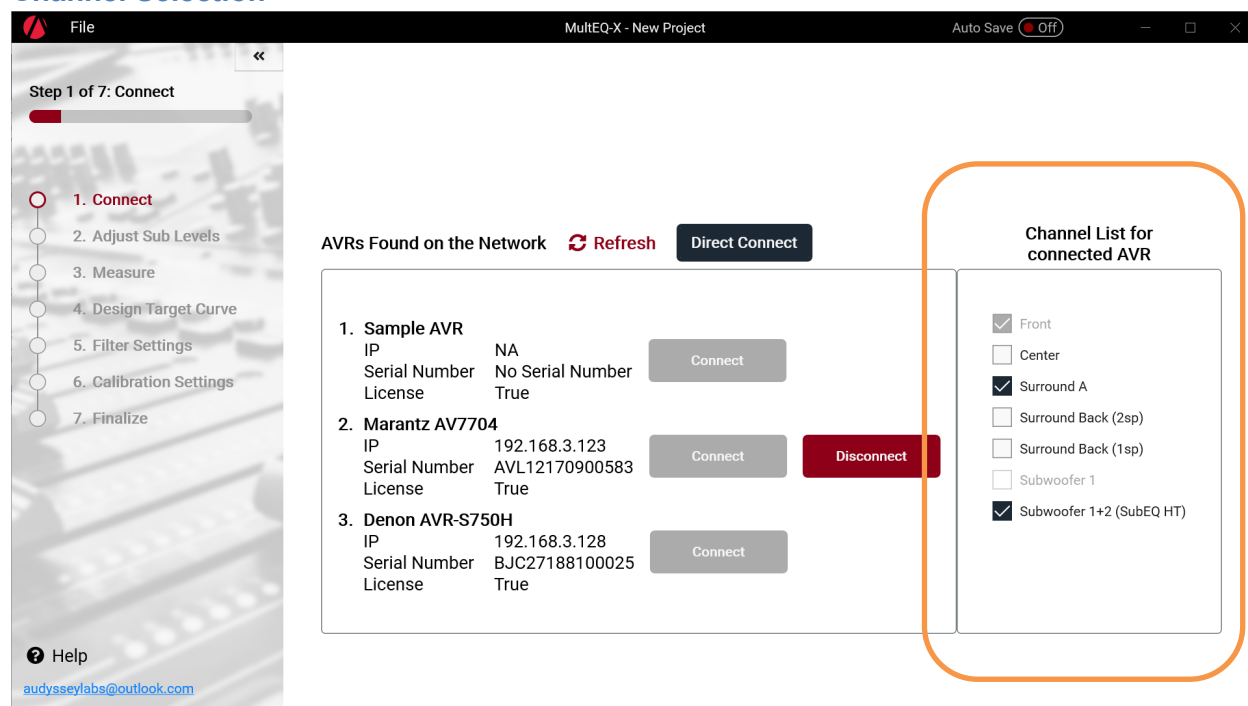 Channel Selection
File
MultEQ-X - New Project
Auto Save Off
Step 1 of 7: Connect
1. Connect
2. Adjust Sub Levels
3. Measure
4. Design Target Curve
5. Filter Settings
6. Calibration Settings
7. Finalize
Help
audysseylabs@outlook.com
AVRs Found on the Network Refresh Direct Connect
1. Sample AVR
IP NA
Serial Number No Serial Number
License True
Connect
2. Marantz AV7704
IP 192.168.3.123
Serial Number AVL12170900583
License True
Connect Disconnect
3. Denon AVR-S750H
IP 192.168.3.128
Serial Number BJC27188100025
License True
Connect
Channel List for
connected AVR
Front
Center
Surround A
Surround Back (2sp)
Surround Back (1sp)
Subwoofer 1
Subwoofer 1+2 (SubEQ HT)